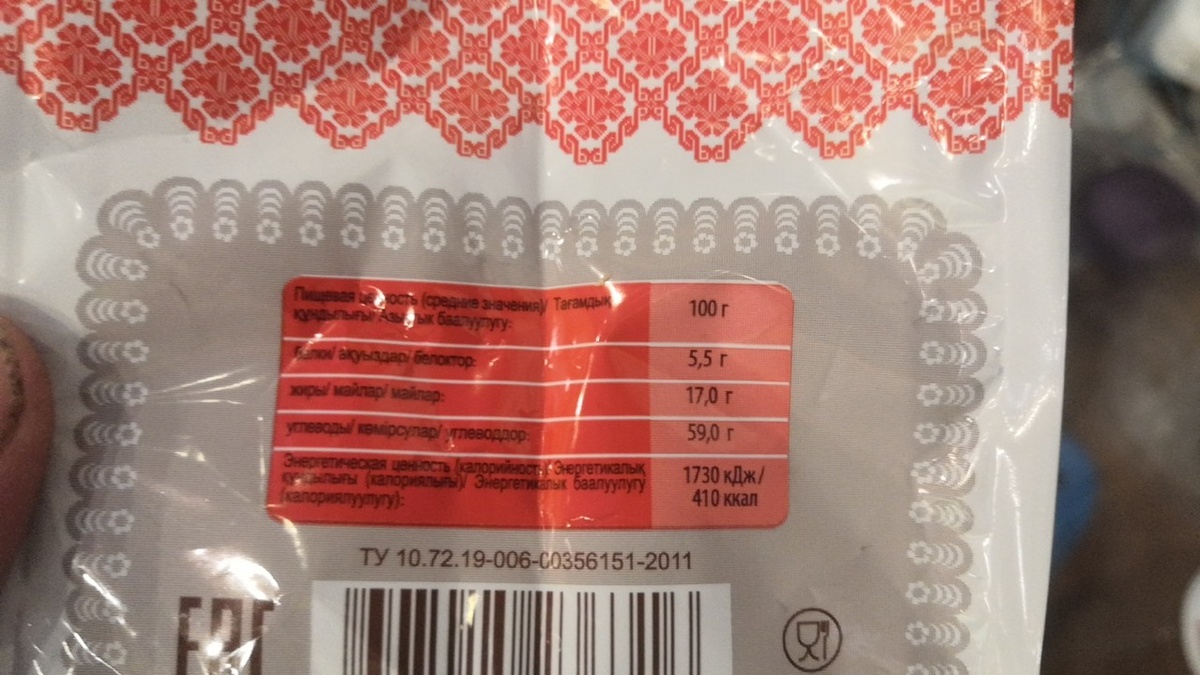 Пищевая ценность (средние значения)/ Тағамдық
құндылығы/ Азыктык баалуулугу:
100 г
белки/ ақуыздар/ белоктор:
5,5 г
жиры/ майлар/ майлар:
17,0 г
углеводы/ көмірсулар/ углеводдор:
59,0 г
Энергетическая ценность (калорийность)/ Энергетикалық
құндылығы (калориялығы)/ Энергетикалык баалуулугу
(калориялуулугу):
1730 кДж/
410 ккал
ТУ 10.72.19-006-00356151-2011